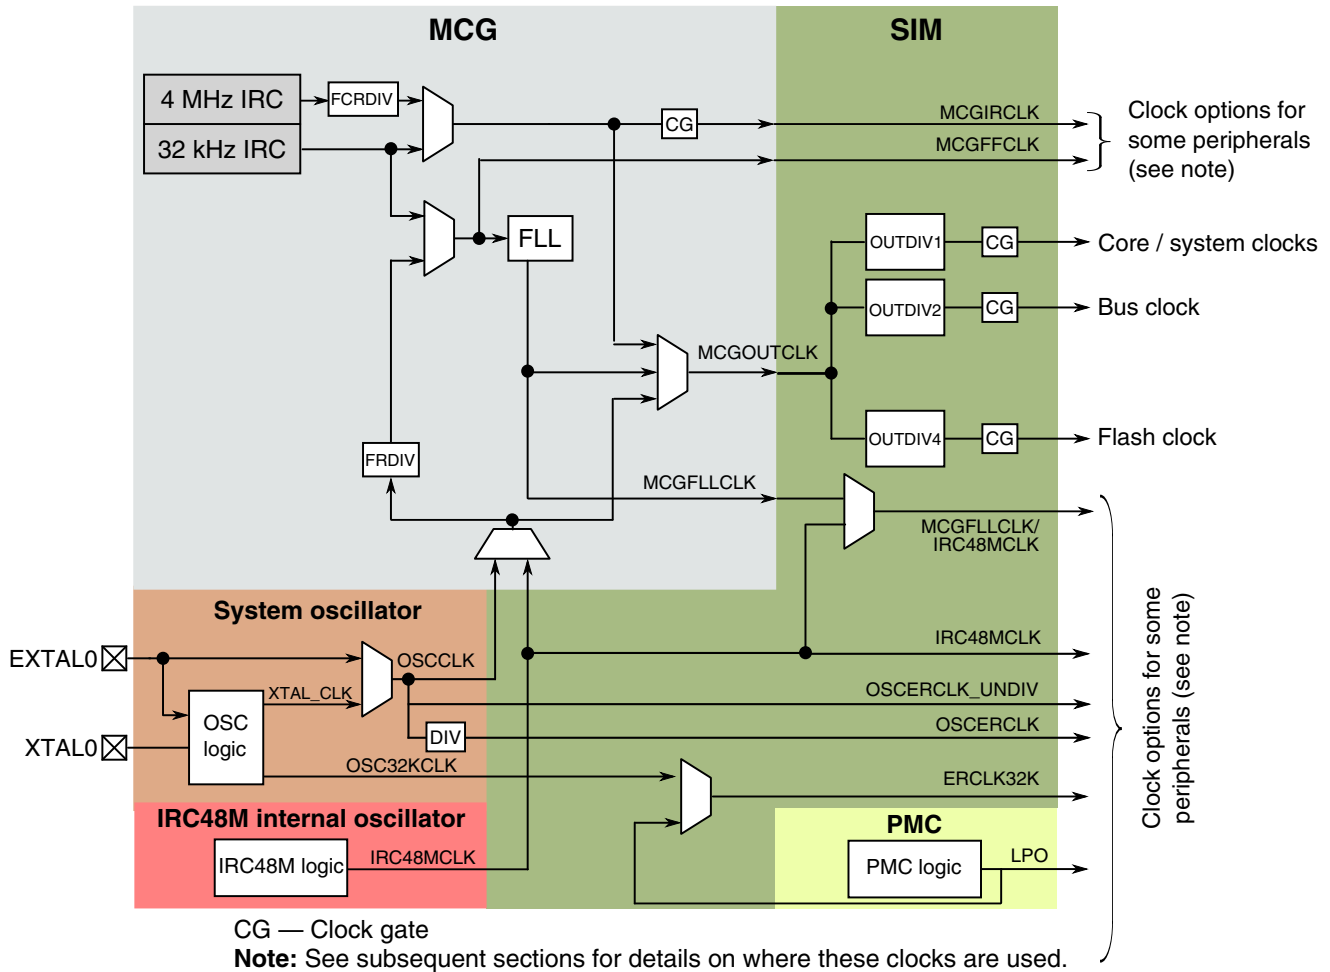 MCG
SIM
4 MHz IRC
FCRDIV
32 kHz IRC
CG
MCGIRCLK
MCGFFCLK
Clock options for
some peripherals
(see note)
FLL
OUTDIV1
CG
Core / system clocks
OUTDIV2
CG
Bus clock
MCGOUTCLK
OUTDIV4
CG
Flash clock
FRDIV
MCGFLLCLK
MCGFLLCLK/
IRC48MCLK
System oscillator
EXTAL0
OSCCLK
IRC48MCLK
XTAL_CLK
OSCERCLK_UNDIV
OSC
logic
XTAL0
DIV
OSCERCLK
OSC32KCLK
ERCLK32K
Clock options for some
peripherals (see note)
IRC48M internal oscillator
PMC
IRC48M logic
IRC48MCLK
PMC logic
LPO
CG — Clock gate
Note: See subsequent sections for details on where these clocks are used.